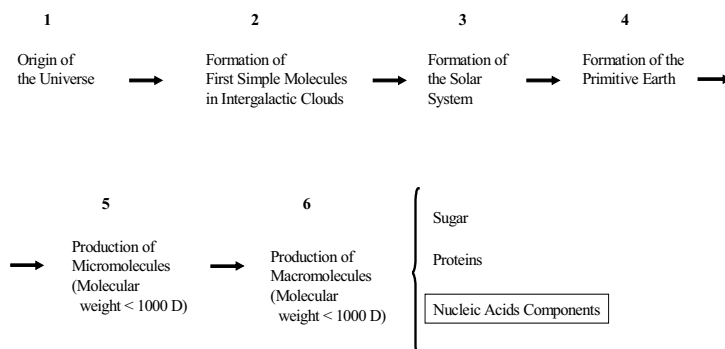 1
Origin of
the Universe
2
Formation of
First Simple Molecules
in Intergalactic Clouds
3
Formation of
the Solar
System
4
Formation of the
Primitive Earth
5
Production of
Micromolecules
(Molecular
weight < 1000 D)
6
Production of
Macromolecules
(Molecular
weight < 1000 D)
Sugar
Proteins
Nucleic Acids Components